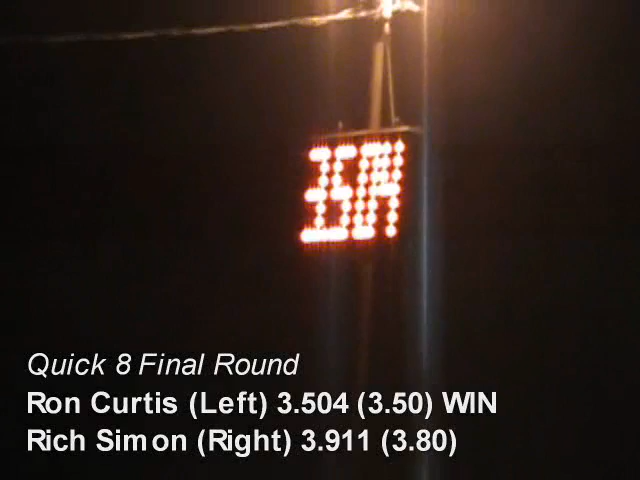 3504
Quick 8 Final Round
Ron Curtis (Left) 3.504 (3.50) WIN
Rich Simon (Right) 3.911 (3.80)